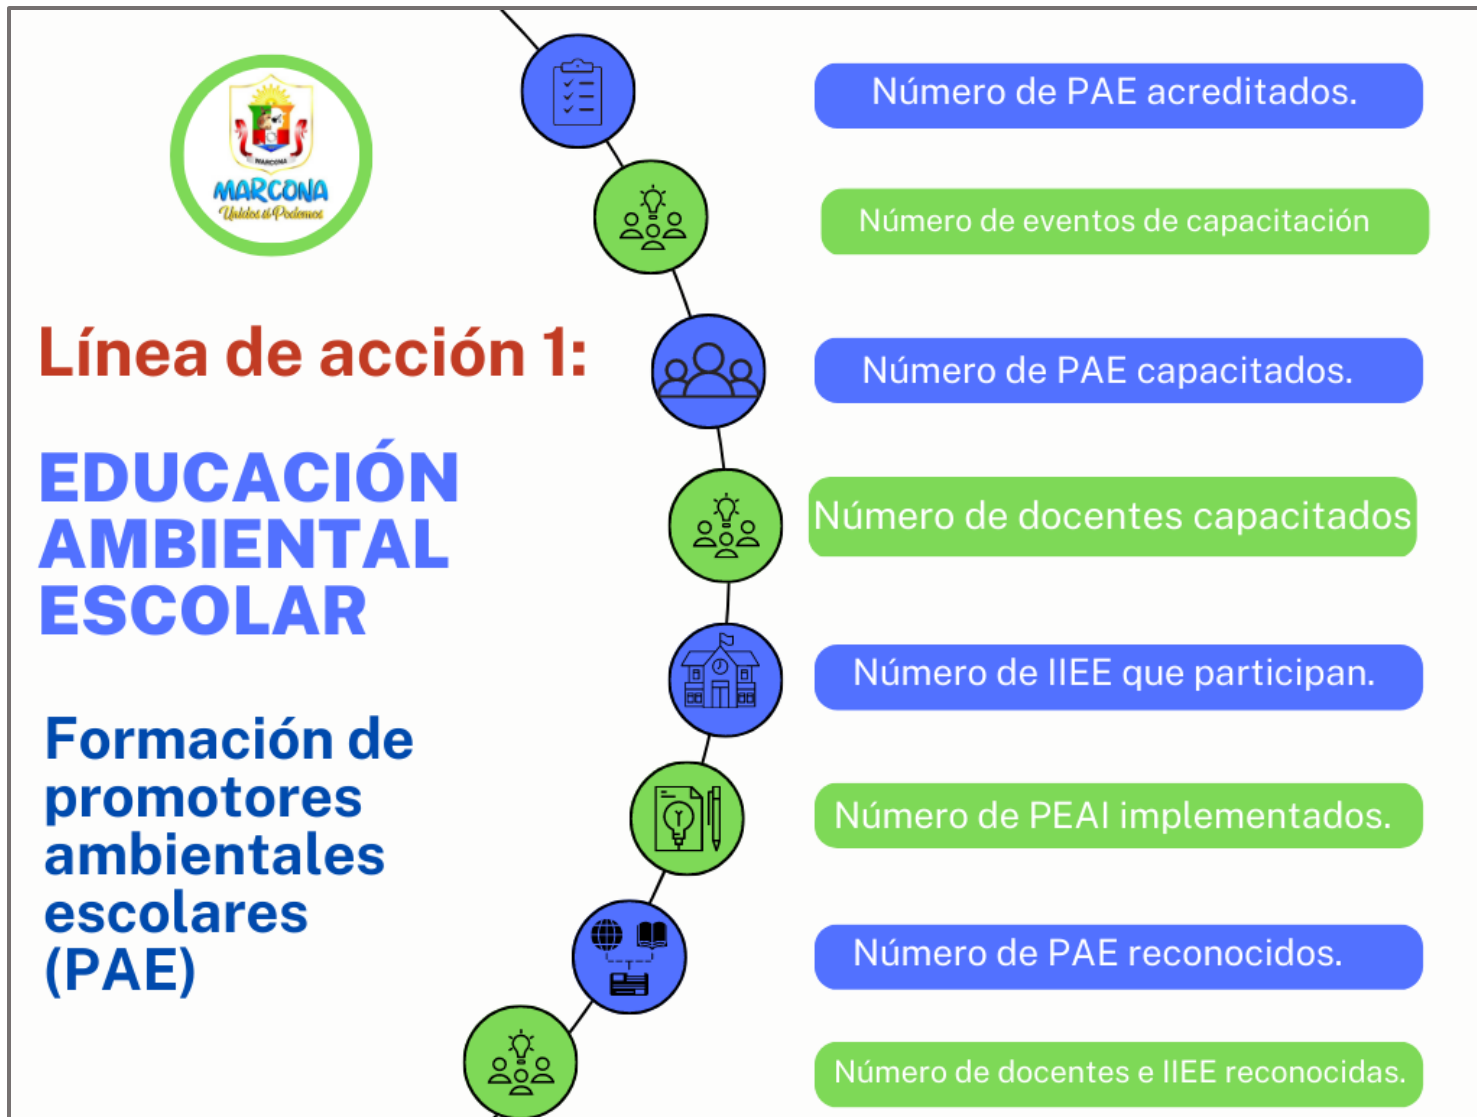 MARCONA
MARCONA
Unidos sí Podemos
Línea de acción 1:
EDUCACIÓN
AMBIENTAL
ESCOLAR
Formación de
promotores
ambientales
escolares
(PAE)
Número de PAE acreditados.
Número de eventos de capacitación
Número de PAE capacitados.
Número de docentes capacitados
Número de IIEE que participan.
Número de PEAI implementados.
Número de PAE reconocidos.
Número de docentes e IIEE reconocidas.